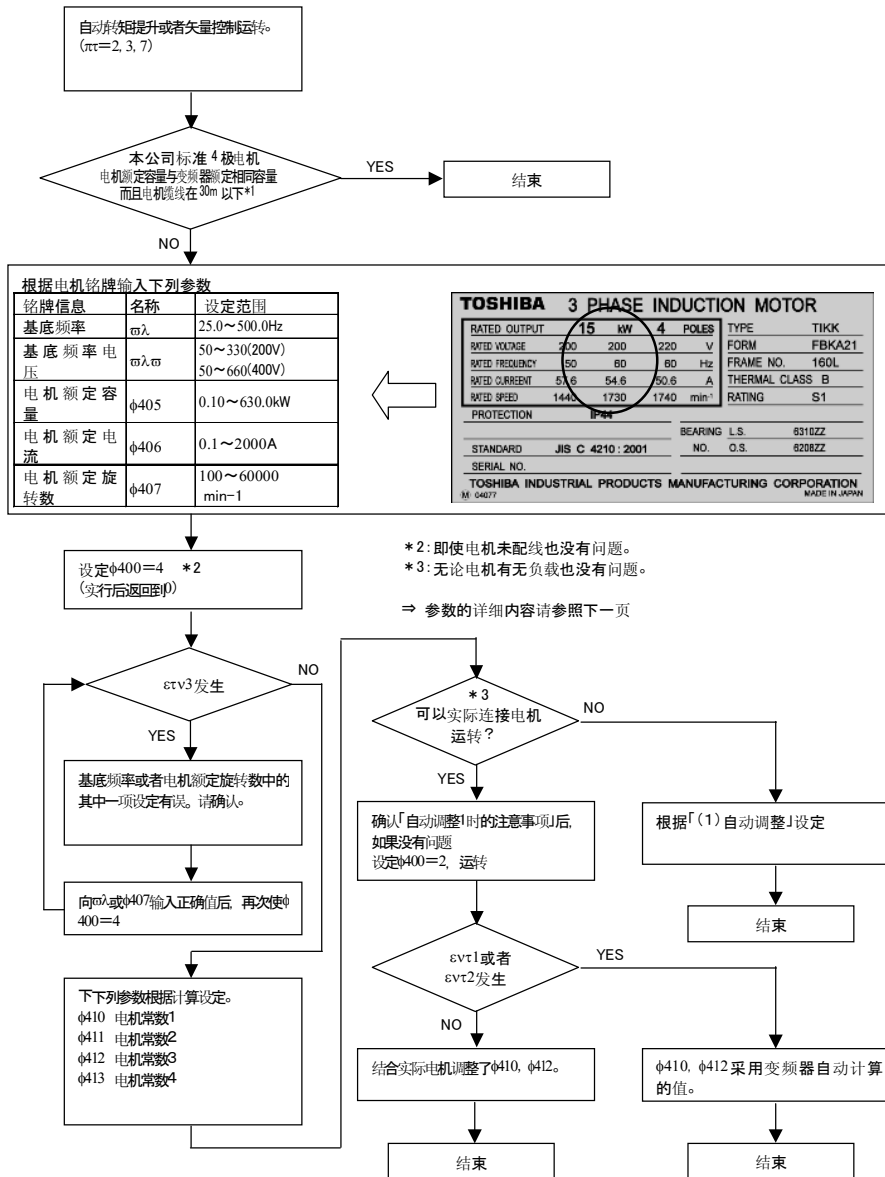 自动转矩提升或者矢量控制运转。
(πτ=2, 3, 7)
本公司标准 4 极电机
电机额定容量与变频器额定相同容量
而且电机缆线在 30m 以下*1
YES
结束
NO
根据电机铭牌输入下列参数
铭牌信息 名称 设定范围
基底频率 ϖλ 25.0～500.0Hz
基底频率电压 ϖλϖ 50～330(200V)
50～660(400V)
电机额定容量 φ405 0.10～630.0kW
电机额定电流 φ406 0.1～2000A
电机额定旋转数 φ407 100～60000
min-1
TOSHIBA 3 PHASE INDUCTION MOTOR
RATED OUTPUT 15 kW 4 POLES TYPE TIKK
RATED VOLTAGE 200 200 220 V FORM FBKA21
RATED FREQUENCY 50 60 60 Hz FRAME NO. 160L
RATED CURREENT 57.6 54.6 50.6 A THERMAL CLASS B
RATED SPEED 1440 1730 1740 min⁻¹ RATING S1
PROTECTION IP44
BEARING L.S. 6310ZZ
STANDARD JIS C 4210 : 2001 NO. O.S. 6208ZZ
SERIAL NO.
TOSHIBA INDUSTRIAL PRODUCTS MANUFACTURING CORPORATION
Ⓜ 04077 MADE IN JAPAN
设定φ400=4 *2
(实行后返回到0)
*2:即使电机未配线也没有问题。
*3:无论电机有无负载也没有问题。
⇒ 参数的详细内容请参照下一页
ετν3发生
NO
YES
基底频率或者电机额定旋转数中的
其中一项设定有误。请确认。
向ϖλ或φ407输入正确值后, 再次使φ
400=4
下下列参数根据计算设定。
φ410 电机常数1
φ411 电机常数2
φ412 电机常数3
φ413 电机常数4
*3
可以实际连接电机
运转？
NO
YES
确认「自动调整1时的注意事项」后,
如果没有问题
设定φ400=2, 运转
根据「(1)自动调整」设定
结束
εντ1或者
εντ2发生
YES
NO
结合实际电机调整了φ410, φ412。
φ410, φ412采用变频器自动计算
的值。
结束
结束